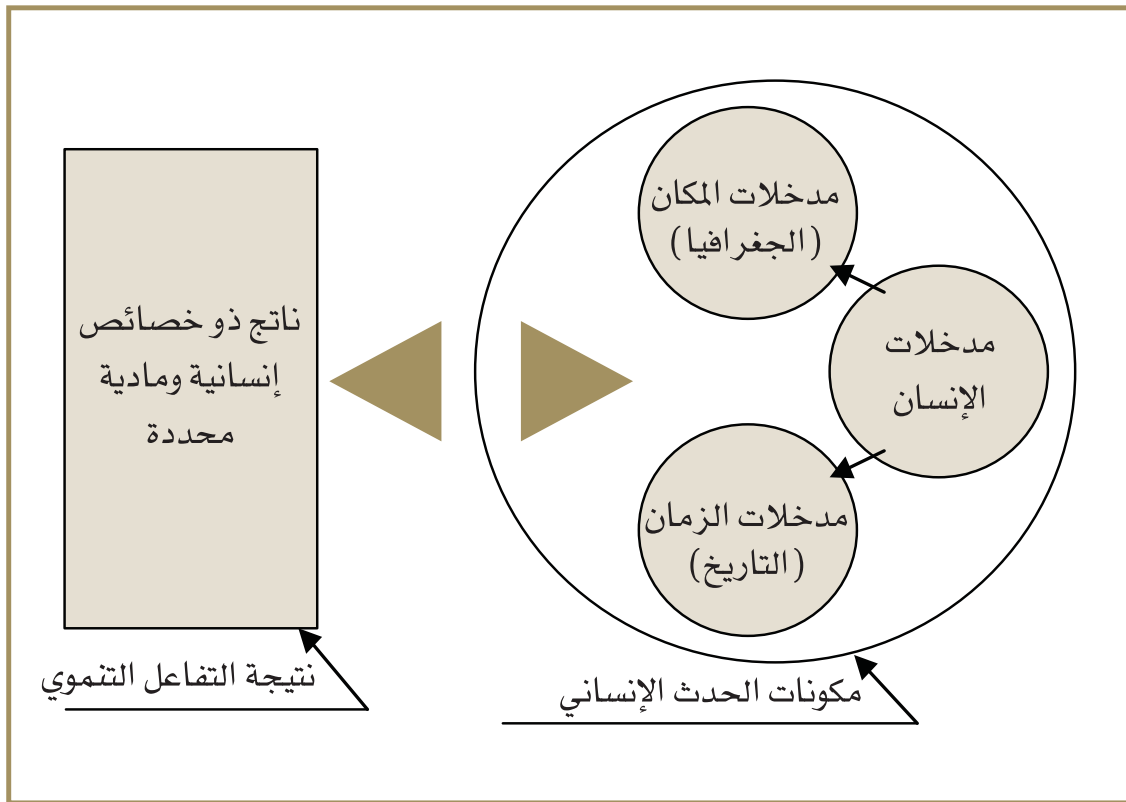 مدخلات المكان
(الجغرافيا)
مدخلات
الإنسان
مدخلات الزمان
(التاريخ)
مكونات الحدث الإنساني
ناتج ذو خصائص
إنسانية ومادية
محددة
نتيجة التفاعل التنموي